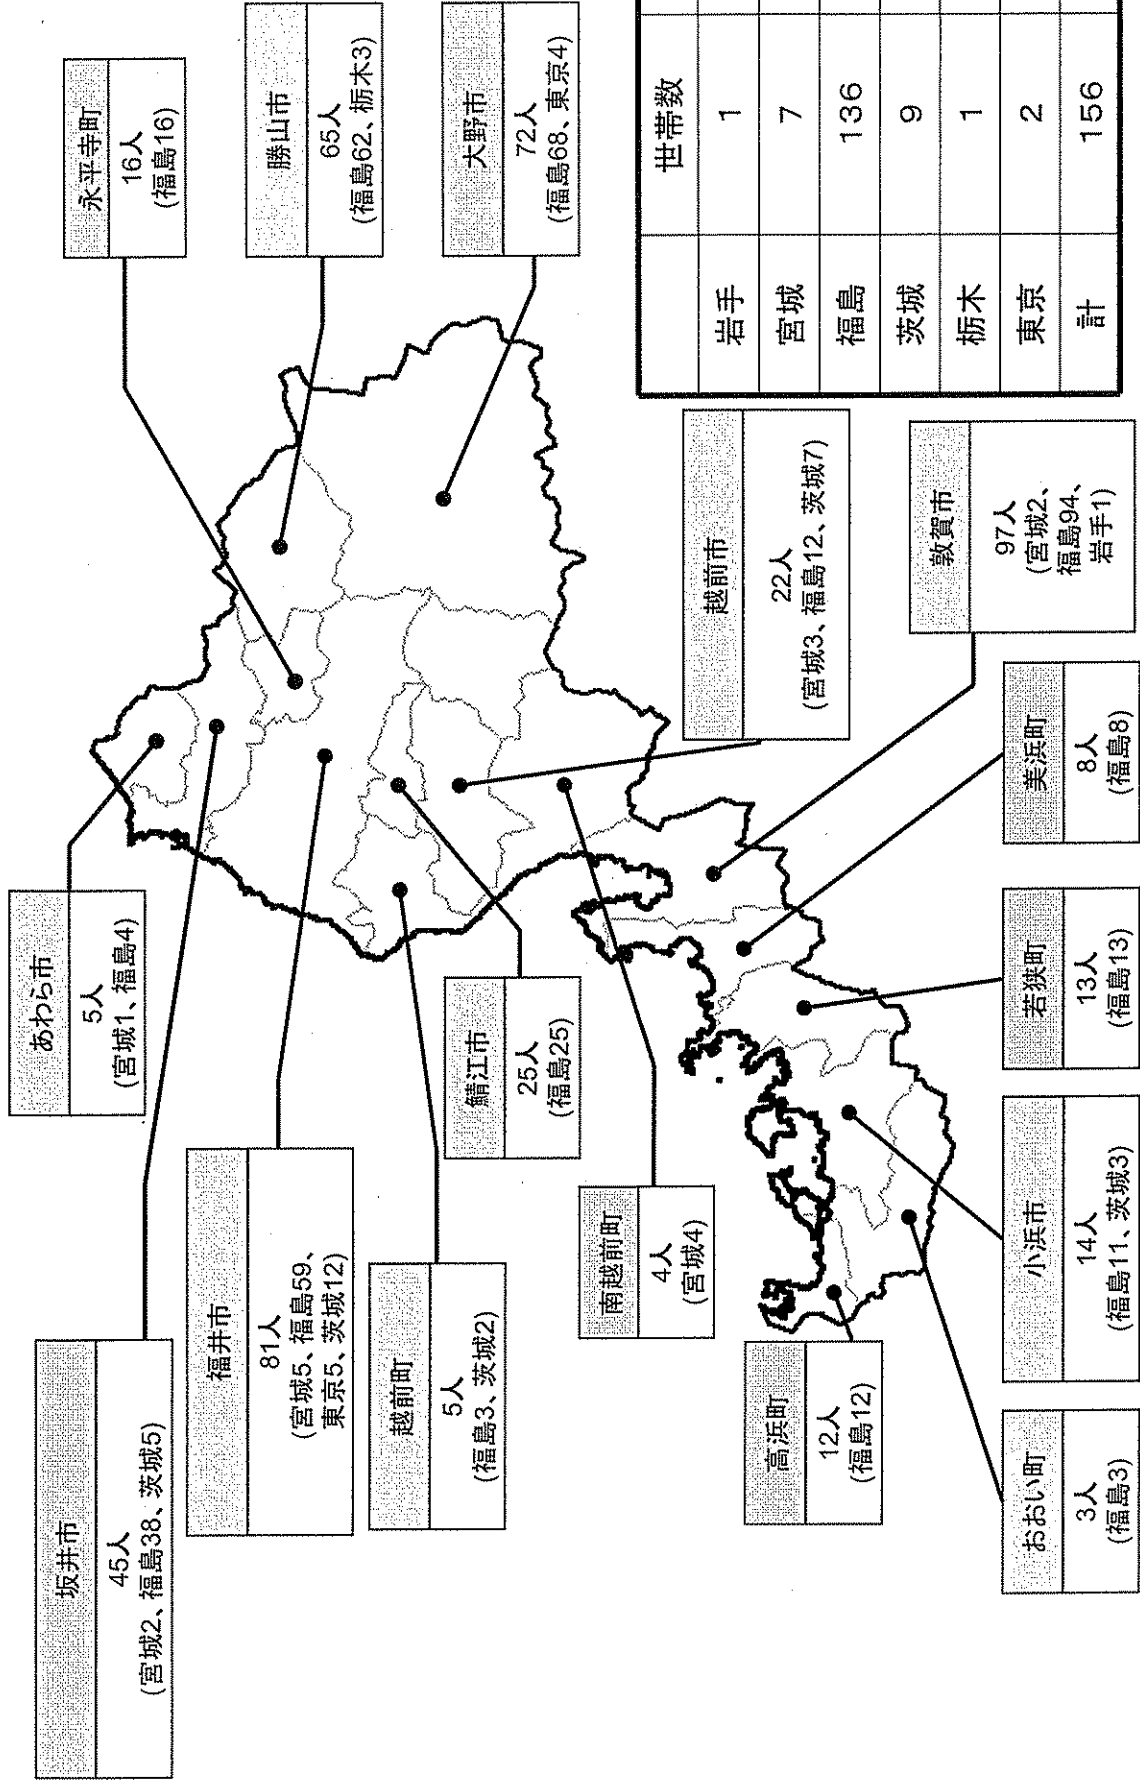 坂井市
45人
(宮城2、福島38、茨城5)
あわら市
5人
(宮城1、福島4)
永平寺町
16人
(福島16)
勝山市
65人
(福島62、栃木3)
大野市
72人
(福島68、東京4)
福井市
81人
(宮城5、福島59、
東京5、茨城12)
越前町
5人
(福島3、茨城2)
鯖江市
25人
(福島25)
南越前町
4人
(宮城4)
越前市
22人
(宮城3、福島12、茨城7)
敦賀市
97人
(宮城2、
福島94、
岩手1)
高浜町
12人
(福島12)
おおい町
3人
(福島3)
小浜市
14人
(福島11、茨城3)
若狭町
13人
(福島13)
美浜町
8人
(福島8)
世帯数
岩手 1
宮城 7
福島 136
茨城 9
栃木 1
東京 2
計 156